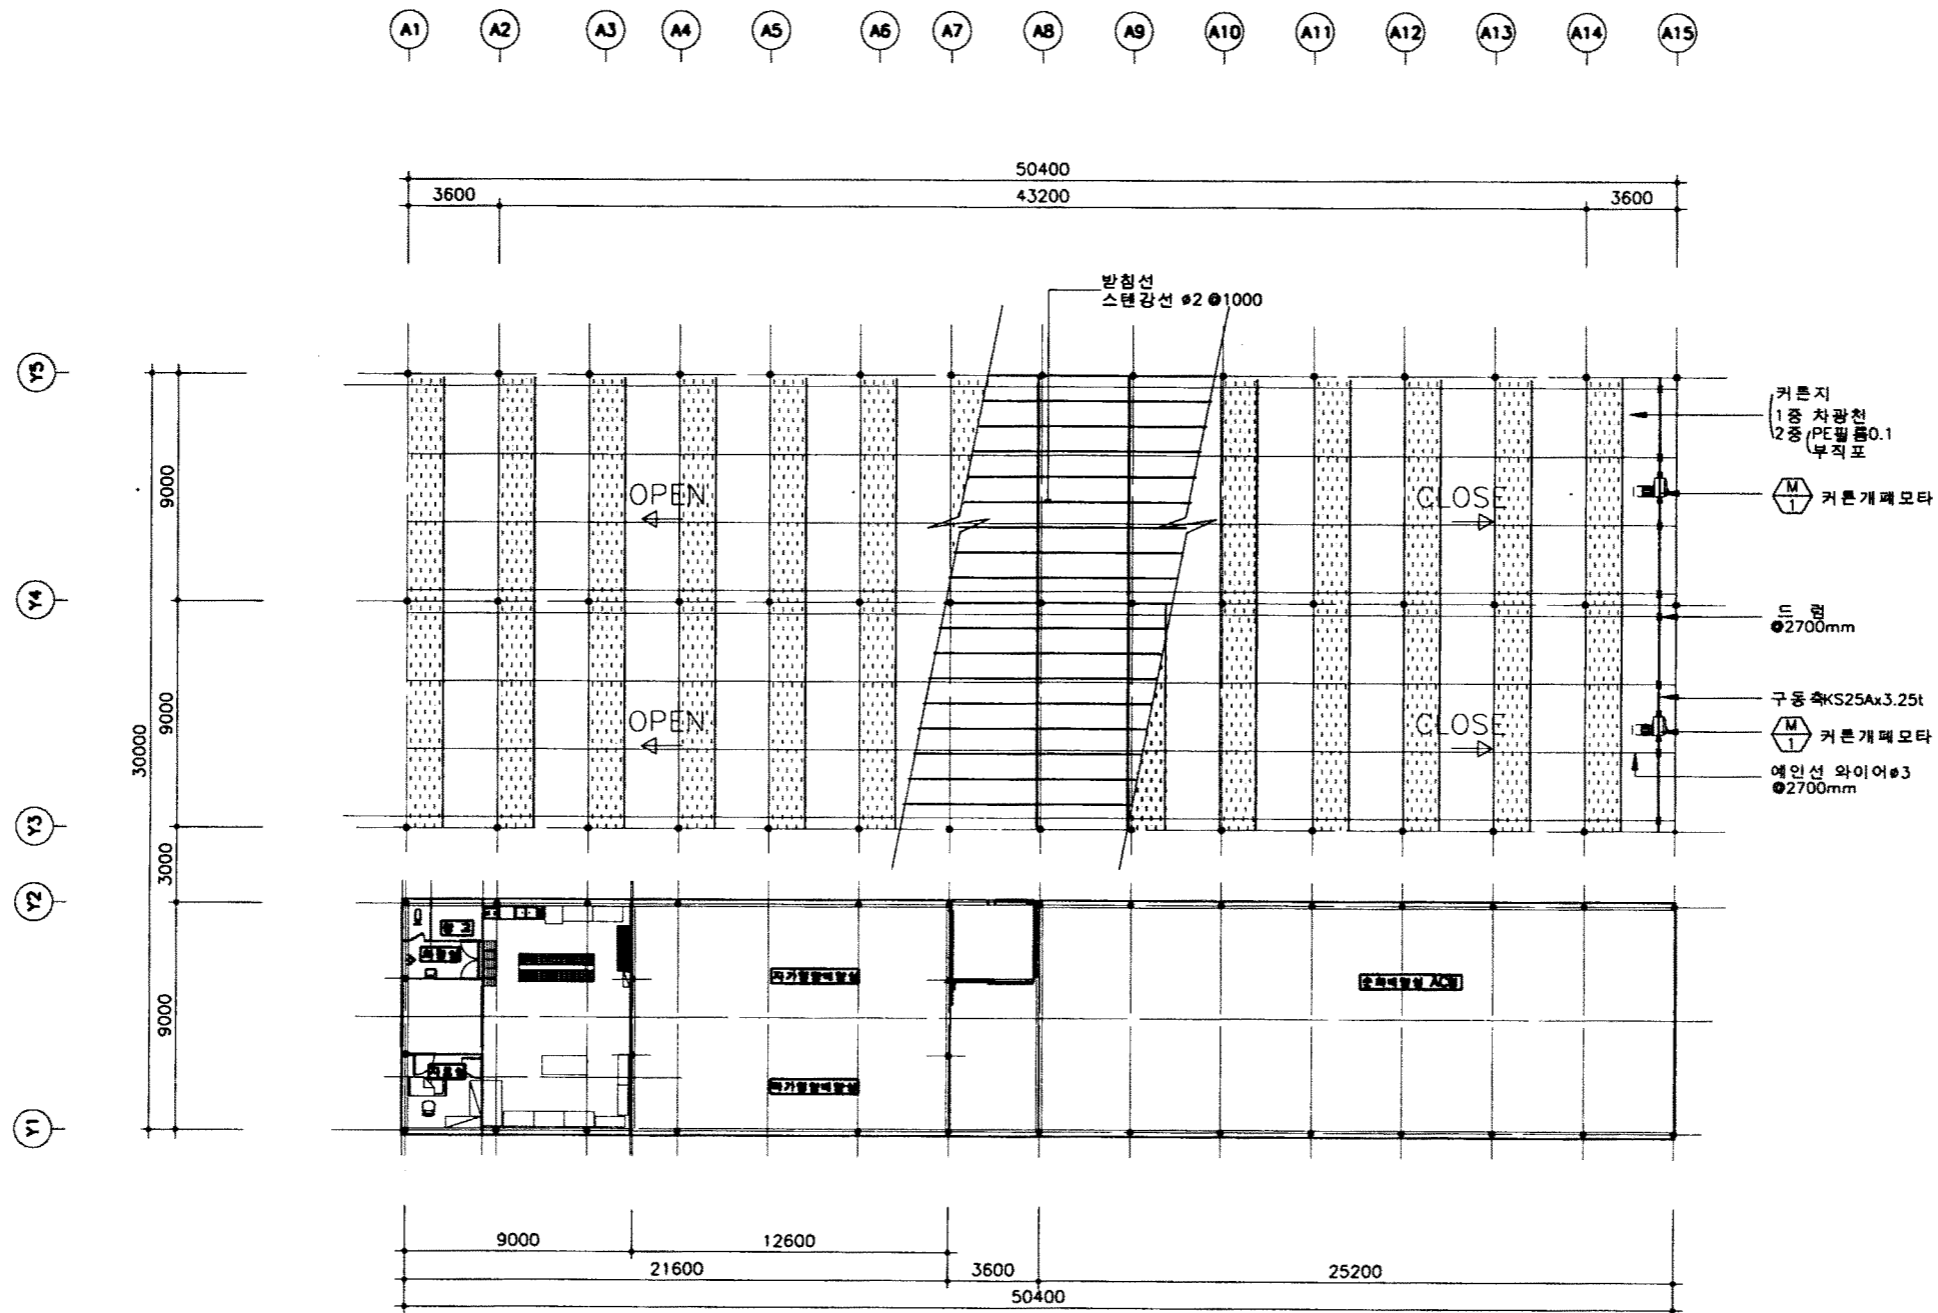 A1 A2 A3 A4 A5 A6 A7 A8 A9 A10 A11 A12 A13 A14 A15
50400
3600 43200 3600
받침선
스텐강선 ø2 @1000
Y5
커튼지
1중 차광천
2중 PE필름0.1
부직포
9000
OPEN CLOSE
M
1
커튼개폐모타
Y4
드 럼
@2700mm
9000
30000
OPEN CLOSE
구동축KS25Ax3.25t
M
1
커튼개폐모타
예인선 와이어ø3
@2700mm
Y3
3000
Y2
창고
9000
Y1
9000 12600
21600 3600 25200
50400